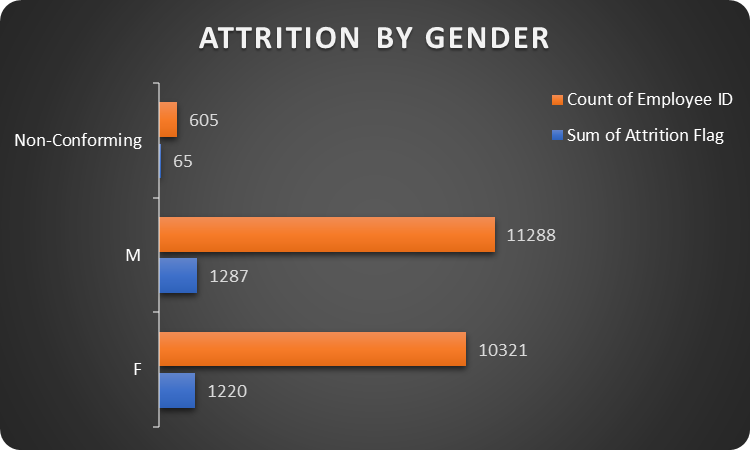 ATTRITION BY GENDER
Count of Employee ID
Sum of Attrition Flag
Non-Conforming
605
65
M
11288
1287
F
10321
1220